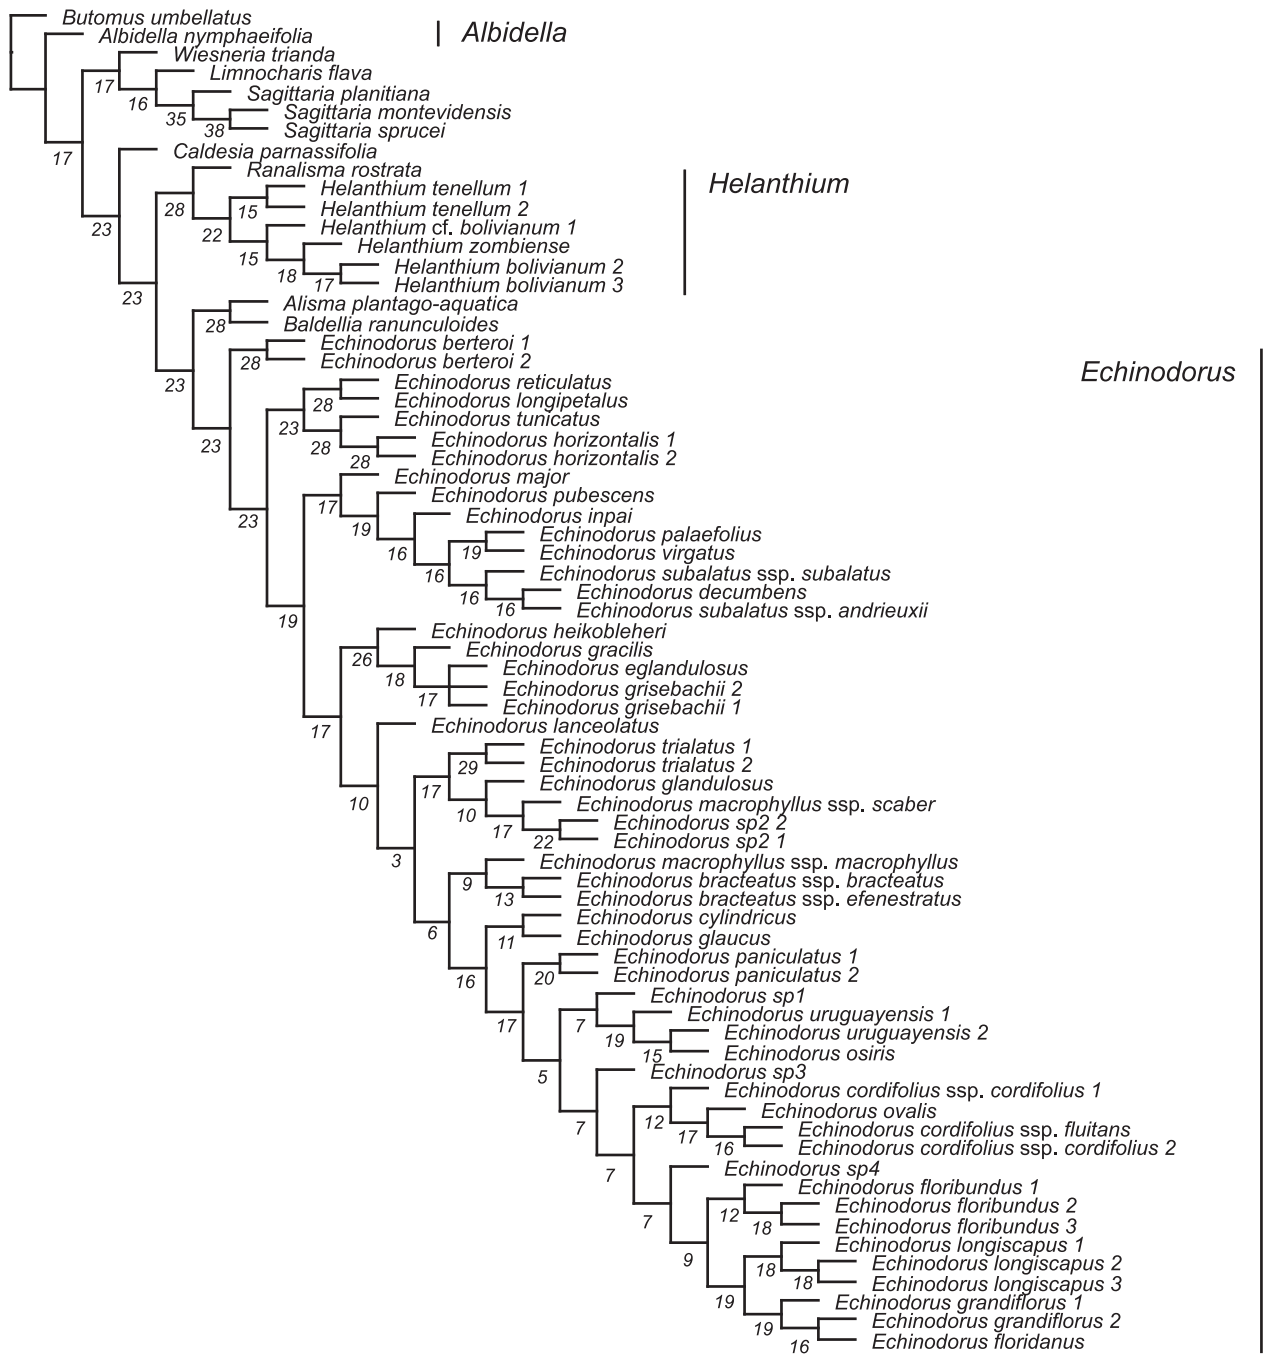 Butomus umbellatus
Albidella nymphaeifolia
Albidella
Wiesneria trianda
17
Limnocharis flava
16
Sagittaria planitiana
35
Sagittaria montevidensis
38
Sagittaria sprucei
17
Caldesia parnassifolia
Ranalisma rostrata
Helanthium
28
Helanthium tenellum 1
15
Helanthium tenellum 2
23
22
Helanthium cf. bolivianum 1
15
Helanthium zombiense
18
Helanthium bolivianum 2
17
Helanthium bolivianum 3
23
Alisma plantago-aquatica
28
Baldellia ranunculoides
Echinodorus berteroi 1
28
Echinodorus berteroi 2
Echinodorus
23
Echinodorus reticulatus
28
Echinodorus longipetalus
23
Echinodorus tunicatus
23
28
Echinodorus horizontalis 1
28
Echinodorus horizontalis 2
Echinodorus major
17
Echinodorus pubescens
23
19
Echinodorus inpai
16
Echinodorus palaefolius
19
Echinodorus virgatus
16
Echinodorus subalatus ssp. subalatus
16
Echinodorus decumbens
16
Echinodorus subalatus ssp. andrieuxii
19
Echinodorus heikobleheri
26
Echinodorus gracilis
18
Echinodorus eglandulosus
17
Echinodorus grisebachii 2
Echinodorus grisebachii 1
17
Echinodorus lanceolatus
Echinodorus trialatus 1
29
Echinodorus trialatus 2
17
Echinodorus glandulosus
10
10
Echinodorus macrophyllus ssp. scaber
17
Echinodorus sp2 2
22
Echinodorus sp2 1
3
Echinodorus macrophyllus ssp. macrophyllus
9
Echinodorus bracteatus ssp. bracteatus
13
Echinodorus bracteatus ssp. efenestratus
6
Echinodorus cylindricus
11
Echinodorus glaucus
16
Echinodorus paniculatus 1
20
Echinodorus paniculatus 2
17
Echinodorus sp1
7
Echinodorus uruguayensis 1
19
Echinodorus uruguayensis 2
15
Echinodorus osiris
5
Echinodorus sp3
Echinodorus cordifolius ssp. cordifolius 1
7
12
Echinodorus ovalis
17
Echinodorus cordifolius ssp. fluitans
16
Echinodorus cordifolius ssp. cordifolius 2
7
Echinodorus sp4
7
Echinodorus floribundus 1
12
Echinodorus floribundus 2
18
Echinodorus floribundus 3
9
Echinodorus longiscapus 1
18
Echinodorus longiscapus 2
18
Echinodorus longiscapus 3
19
Echinodorus grandiflorus 1
19
Echinodorus grandiflorus 2
16
Echinodorus floridanus